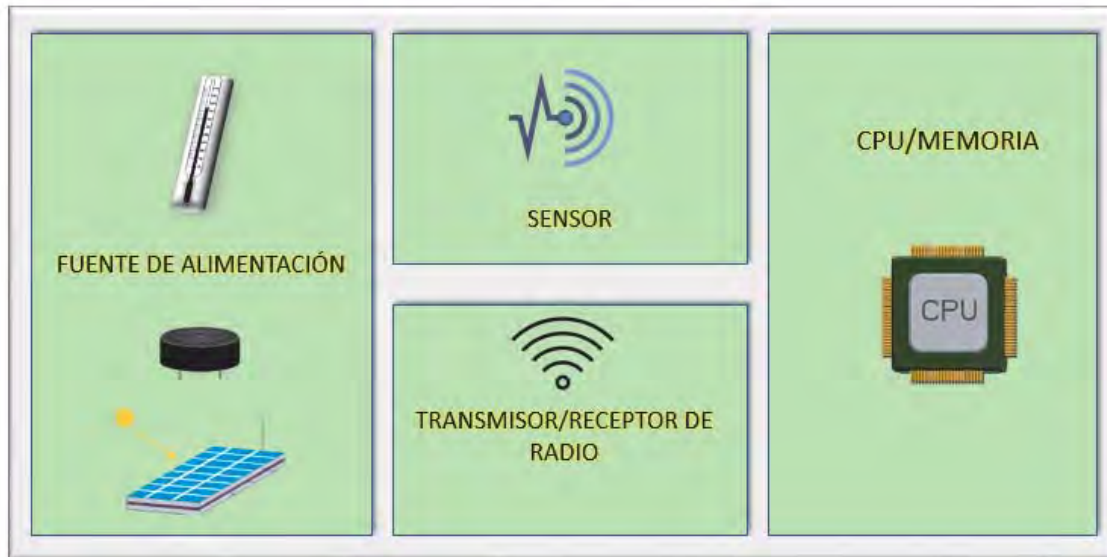 FUENTE DE ALIMENTACIÓN
SENSOR
TRANSMISOR/RECEPTOR DE
RADIO
CPU/MEMORIA
CPU